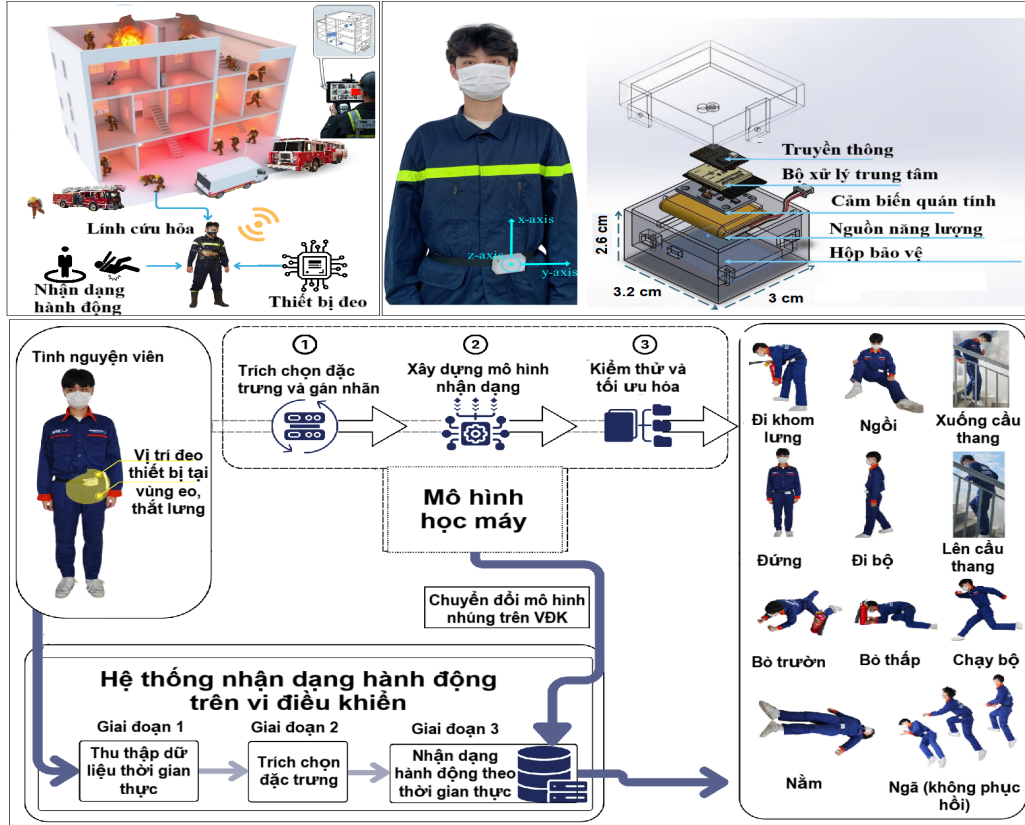 Lính cứu hỏa
Nhận dạng
hành động
Thiết bị đeo
x-axis
z-axis
y-axis
Truyền thông
Bộ xử lý trung tâm
Cảm biến quán tính
Nguồn năng lượng
Hộp bảo vệ
2.6 cm
3.2 cm
3 cm
Tình nguyện viên
Vị trí đeo
thiết bị tại
vùng eo,
thắt lưng
1
Trích chọn đặc
trưng và gán nhãn
2
Xây dựng mô hình
nhận dạng
3
Kiểm thử và
tối ưu hóa
Mô hình
học máy
Chuyển đổi mô hình
nhúng trên VĐK
Hệ thống nhận dạng hành động
trên vi điều khiển
Giai đoạn 1
Thu thập dữ
liệu thời gian
thực
Giai đoạn 2
Trích chọn
đặc trưng
Giai đoạn 3
Nhận dạng
hành động theo
thời gian thực
Đi khom
lưng
Ngồi
Xuống cầu
thang
Đứng
Đi bộ
Lên cầu
thang
Bò trườn
Bò thấp
Chạy bộ
Nằm
Ngã (không phục
hồi)